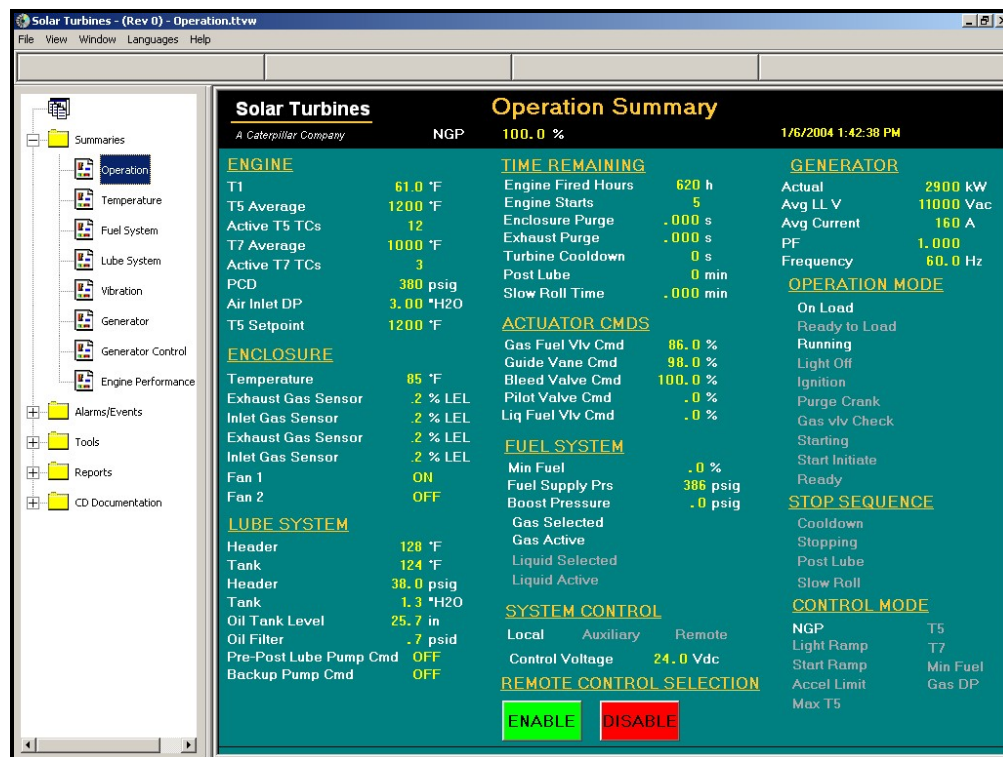 Solar Turbines - (Rev 0) - Operation.ttvw
File View Window Languages Help
Summaries
Operation
Temperature
Fuel System
Lube System
Vibration
Generator
Generator Control
Engine Performance
Alarms/Events
Tools
Reports
CD Documentation
Solar Turbines
A Caterpillar Company
Operation Summary
NGP 100.0 %
1/6/2004 1:42:38 PM
ENGINE
T1 61.0 °F
T5 Average 1200 °F
Active T5 TCs 12
T7 Average 1000 °F
Active T7 TCs 3
PCD 380 psig
Air Inlet DP 3.00 "H2O
T5 Setpoint 1200 °F
ENCLOSURE
Temperature 85 °F
Exhaust Gas Sensor .2 % LEL
Inlet Gas Sensor .2 % LEL
Exhaust Gas Sensor .2 % LEL
Inlet Gas Sensor .2 % LEL
Fan 1 ON
Fan 2 OFF
LUBE SYSTEM
Header 128 °F
Tank 124 °F
Header 38.0 psig
Tank 1.3 "H2O
Oil Tank Level 25.7 in
Oil Filter .7 psid
Pre-Post Lube Pump Cmd OFF
Backup Pump Cmd OFF
TIME REMAINING
Engine Fired Hours 620 h
Engine Starts 5
Enclosure Purge .000 s
Exhaust Purge .000 s
Turbine Cooldown 0 s
Post Lube 0 min
Slow Roll Time .000 min
ACTUATOR CMDS
Gas Fuel Vlv Cmd 86.0 %
Guide Vane Cmd 98.0 %
Bleed Valve Cmd 100.0 %
Pilot Valve Cmd .0 %
Liq Fuel Vlv Cmd .0 %
FUEL SYSTEM
Min Fuel .0 %
Fuel Supply Prs 386 psig
Boost Pressure .0 psig
Gas Selected
Gas Active
Liquid Selected
Liquid Active
SYSTEM CONTROL
Local Auxiliary Remote
Control Voltage 24.0 Vdc
REMOTE CONTROL SELECTION
ENABLE DISABLE
GENERATOR
Actual 2900 kW
Avg LL V 11000 Vac
Avg Current 160 A
PF 1.000
Frequency 60.0 Hz
OPERATION MODE
On Load
Ready to Load
Running
Light Off
Ignition
Purge Crank
Gas vlv Check
Starting
Start Initiate
Ready
STOP SEQUENCE
Cooldown
Stopping
Post Lube
Slow Roll
CONTROL MODE
NGP T5
Light Ramp T7
Start Ramp Min Fuel
Accel Limit Gas DP
Max T5